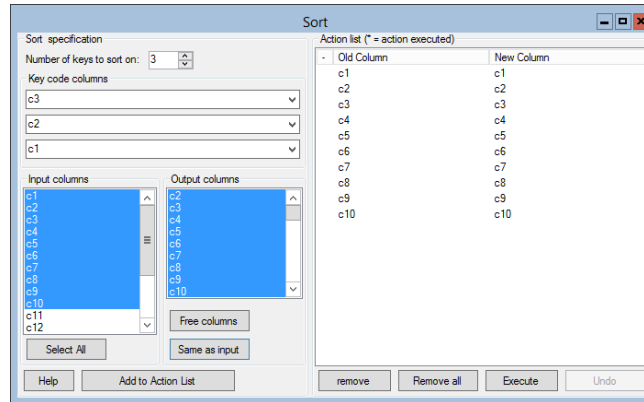 Sort
Sort specification
Number of keys to sort on: 3
Key code columns
c3
c2
c1
Input columns
c1
c2
c3
c4
c5
c6
c7
c8
c9
c10
c11
c12
Select All
Output columns
c2
c3
c4
c5
c6
c7
c8
c9
c10
Free columns
Same as input
Help Add to Action List
Action list (* = action executed)
- Old Column New Column
c1 c1
c2 c2
c3 c3
c4 c4
c5 c5
c6 c6
c7 c7
c8 c8
c9 c9
c10 c10
remove Remove all Execute Undo